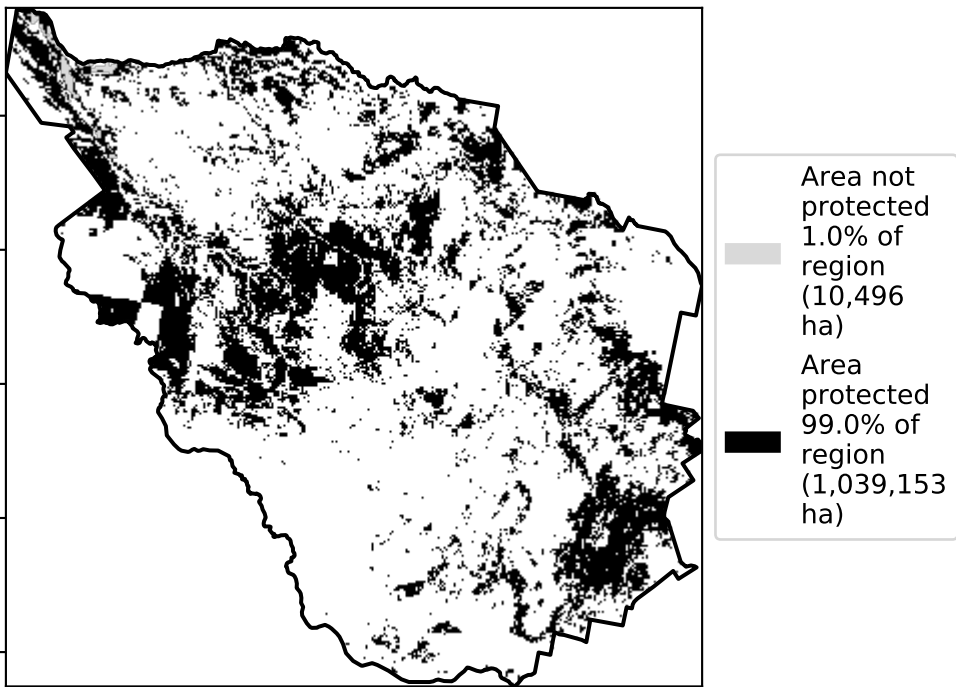 Area not
protected
1.0% of
region
(10,496
ha)
Area
protected
99.0% of
region
(1,039,153
ha)